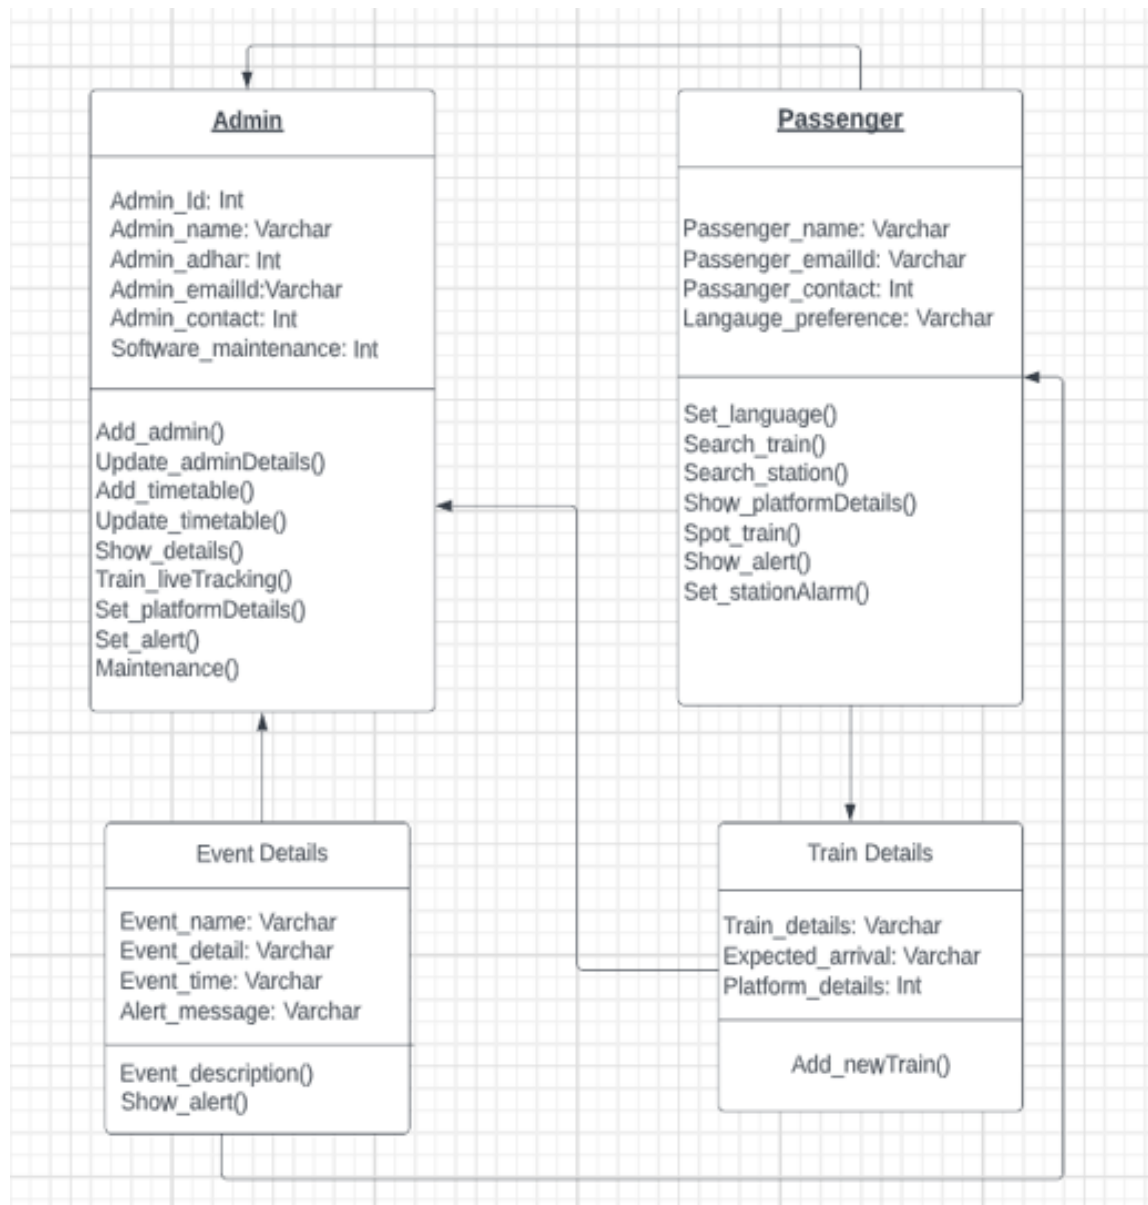 Admin
Admin_Id: Int
Admin_name: Varchar
Admin_adhar: Int
Admin_emailId:Varchar
Admin_contact: Int
Software_maintenance: Int
Add_admin()
Update_adminDetails()
Add_timetable()
Update_timetable()
Show_details()
Train_liveTracking()
Set_platformDetails()
Set_alert()
Maintenance()
Passenger
Passenger_name: Varchar
Passenger_emailId: Varchar
Passanger_contact: Int
Langauge_preference: Varchar
Set_language()
Search_train()
Search_station()
Show_platformDetails()
Spot_train()
Show_alert()
Set_stationAlarm()
Event Details
Event_name: Varchar
Event_detail: Varchar
Event_time: Varchar
Alert_message: Varchar
Event_description()
Show_alert()
Train Details
Train_details: Varchar
Expected_arrival: Varchar
Platform_details: Int
Add_newTrain()